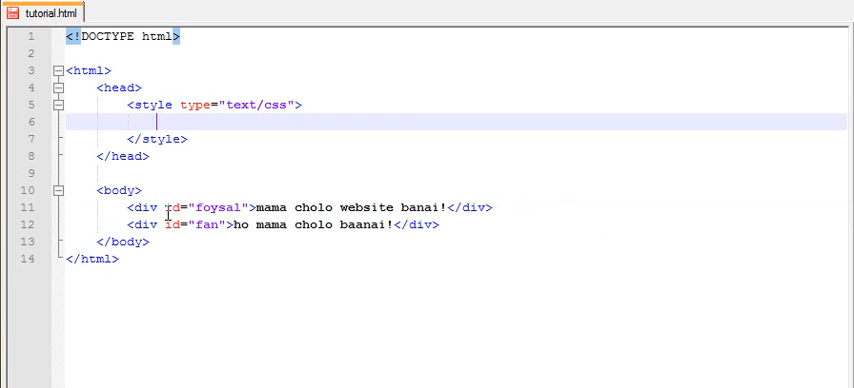 tutorial.html
1 <!DOCTYPE html>
2
3 <html>
4 <head>
5 <style type="text/css">
6
7 </style>
8 </head>
9
10 <body>
11 <div id="foysal">mama cholo website banai!</div>
12 <div id="fan">ho mama cholo baanai!</div>
13 </body>
14 </html>